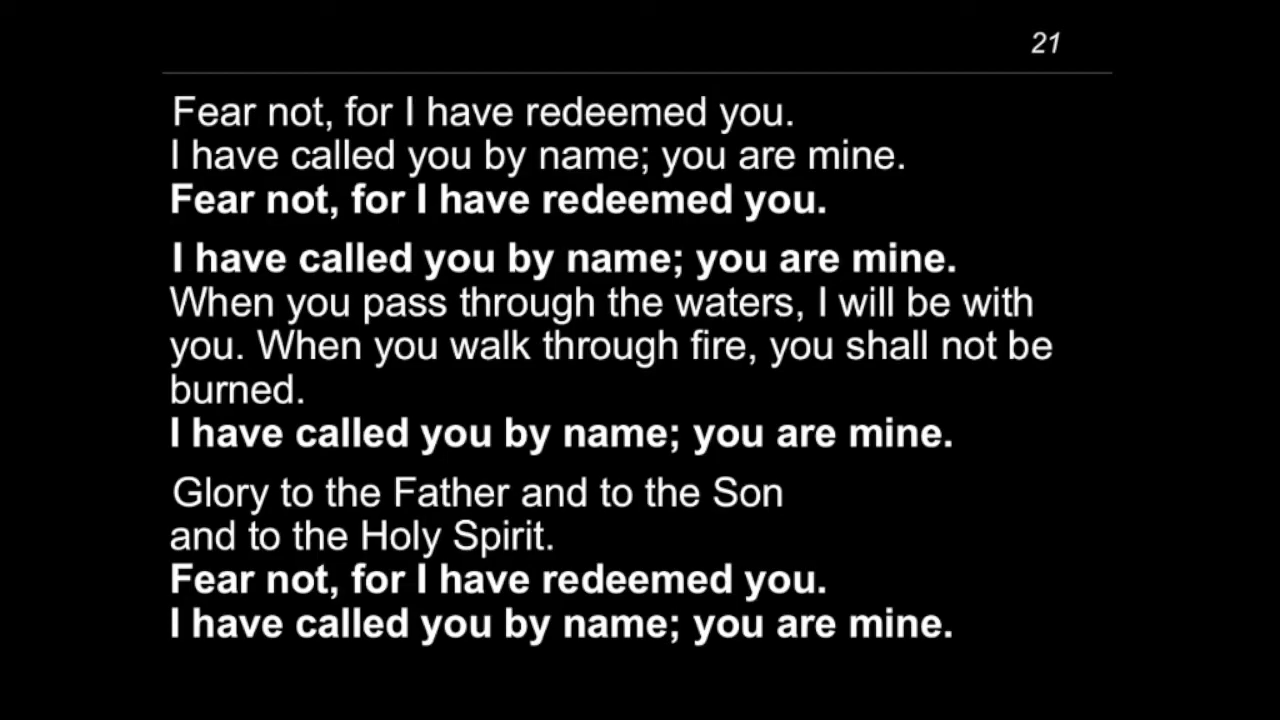 21
Fear not, for I have redeemed you.
I have called you by name; you are mine.
Fear not, for I have redeemed you.
I have called you by name; you are mine.
When you pass through the waters, I will be with
you. When you walk through fire, you shall not be
burned.
I have called you by name; you are mine.
Glory to the Father and to the Son
and to the Holy Spirit.
Fear not, for I have redeemed you.
I have called you by name; you are mine.